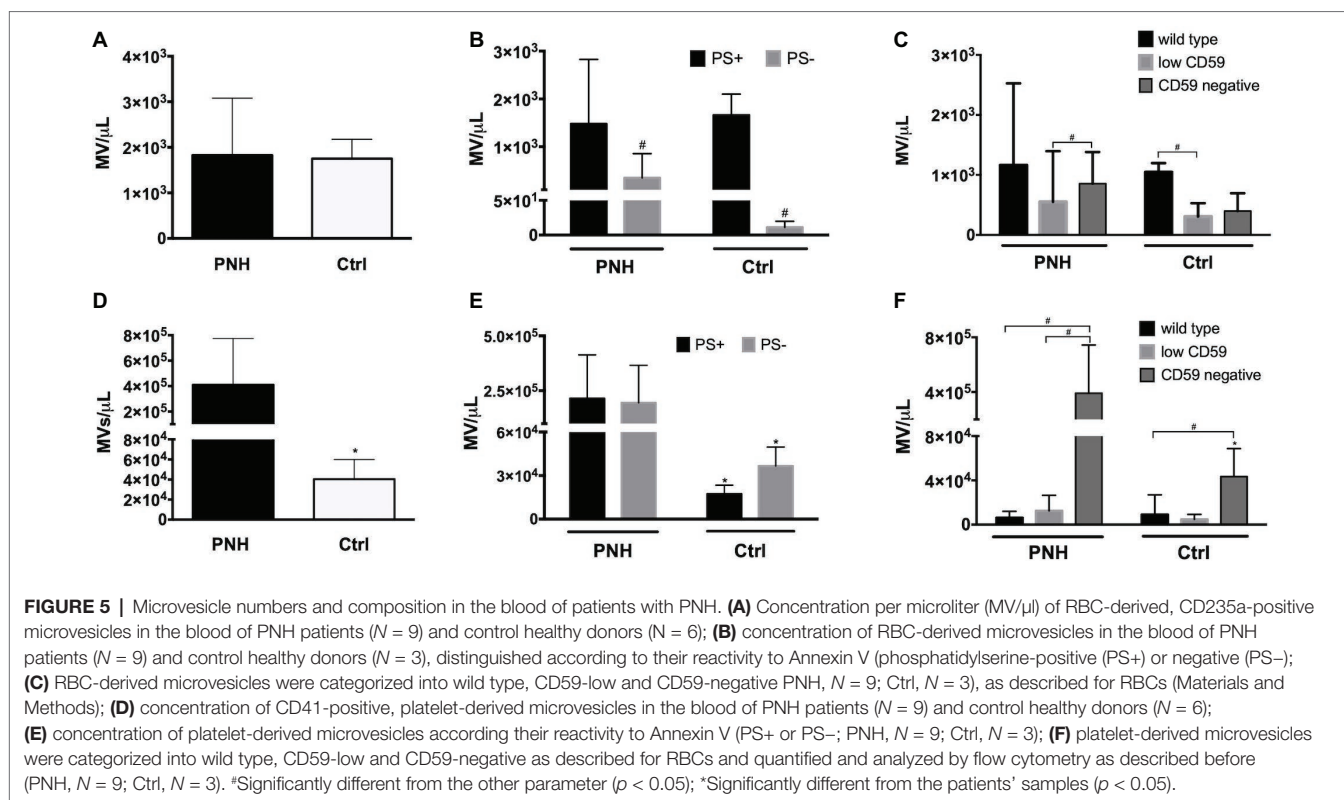 A
4×10³
3×10³
2×10³
1×10³
0
MV/µL
PNH
Ctrl
B
PS+
PS-
3×10³
2×10³
1×10³
5×10¹
0
MV/µL
#
#
PNH
Ctrl
C
wild type
low CD59
CD59 negative
3×10³
2×10³
1×10³
0
MV/µL
#
#
PNH
Ctrl
D
8×10⁵
6×10⁵
4×10⁵
2×10⁵
8×10⁴
6×10⁴
4×10⁴
2×10⁴
0
MVs/µL
*
PNH
Ctrl
E
PS+
PS-
5.0×10⁵
2.5×10⁵
6×10⁴
3×10⁴
0
MV/µL
*
*
PNH
Ctrl
F
wild type
low CD59
CD59 negative
8×10⁵
4×10⁵
8×10⁴
4×10⁴
0
MV/µL
#
#
#
*
PNH
Ctrl
FIGURE 5 | Microvesicle numbers and composition in the blood of patients with PNH. (A) Concentration per microliter (MV/µl) of RBC-derived, CD235a-positive
microvesicles in the blood of PNH patients (N = 9) and control healthy donors (N = 6); (B) concentration of RBC-derived microvesicles in the blood of PNH
patients (N = 9) and control healthy donors (N = 3), distinguished according to their reactivity to Annexin V (phosphatidylserine-positive (PS+) or negative (PS−);
(C) RBC-derived microvesicles were categorized into wild type, CD59-low and CD59-negative PNH, N = 9; Ctrl, N = 3), as described for RBCs (Materials and
Methods); (D) concentration of CD41-positive, platelet-derived microvesicles in the blood of PNH patients (N = 9) and control healthy donors (N = 6);
(E) concentration of platelet-derived microvesicles according their reactivity to Annexin V (PS+ or PS−; PNH, N = 9; Ctrl, N = 3); (F) platelet-derived microvesicles
were categorized into wild type, CD59-low and CD59-negative as described for RBCs and quantified and analyzed by flow cytometry as described before
(PNH, N = 9; Ctrl, N = 3). #Significantly different from the other parameter (p < 0.05); *Significantly different from the patients' samples (p < 0.05).